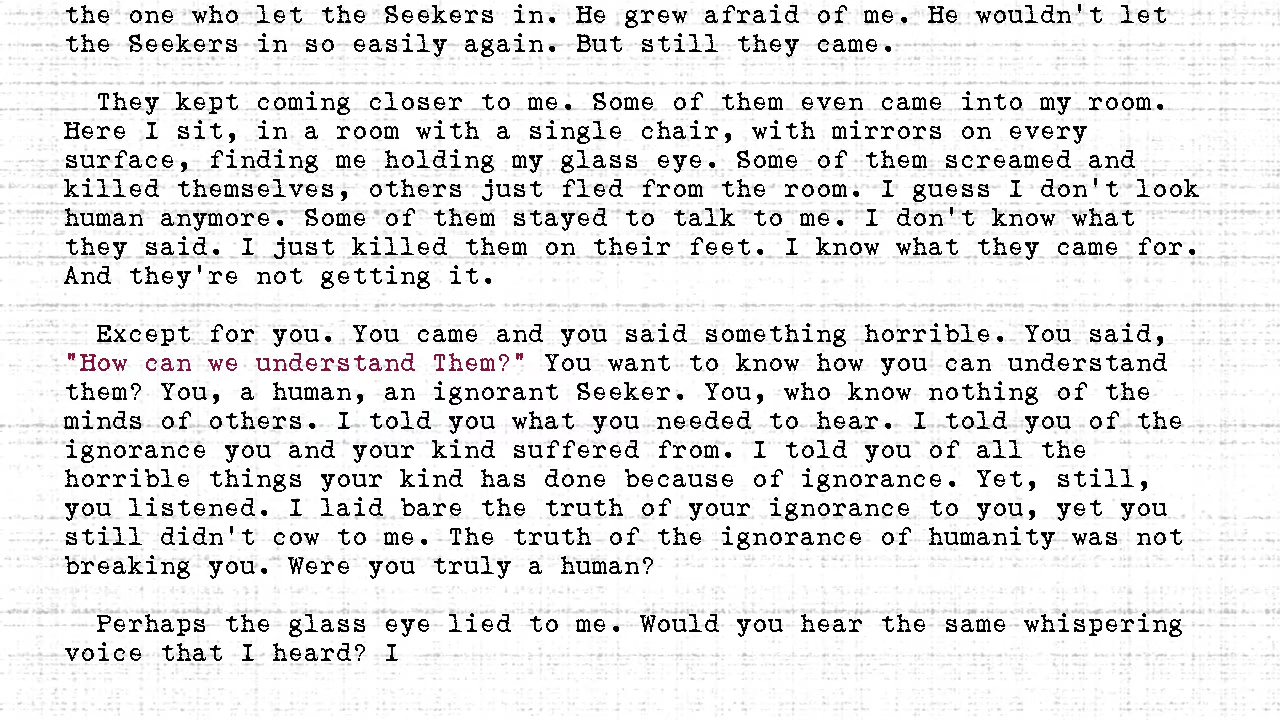 the one who let the Seekers in. He grew afraid of me. He wouldn't let
the Seekers in so easily again. But still they came.
They kept coming closer to me. Some of them even came into my room.
Here I sit, in a room with a single chair, with mirrors on every
surface, finding me holding my glass eye. Some of them screamed and
killed themselves, others just fled from the room. I guess I don't look
human anymore. Some of them stayed to talk to me. I don't know what
they said. I just killed them on their feet. I know what they came for.
And they're not getting it.
Except for you. You came and you said something horrible. You said,
"How can we understand Them?" You want to know how you can understand
them? You, a human, an ignorant Seeker. You, who know nothing of the
minds of others. I told you what you needed to hear. I told you of the
ignorance you and your kind suffered from. I told you of all the
horrible things your kind has done because of ignorance. Yet, still,
you listened. I laid bare the truth of your ignorance to you, yet you
still didn't cow to me. The truth of the ignorance of humanity was not
breaking you. Were you truly a human?
Perhaps the glass eye lied to me. Would you hear the same whispering
voice that I heard? I